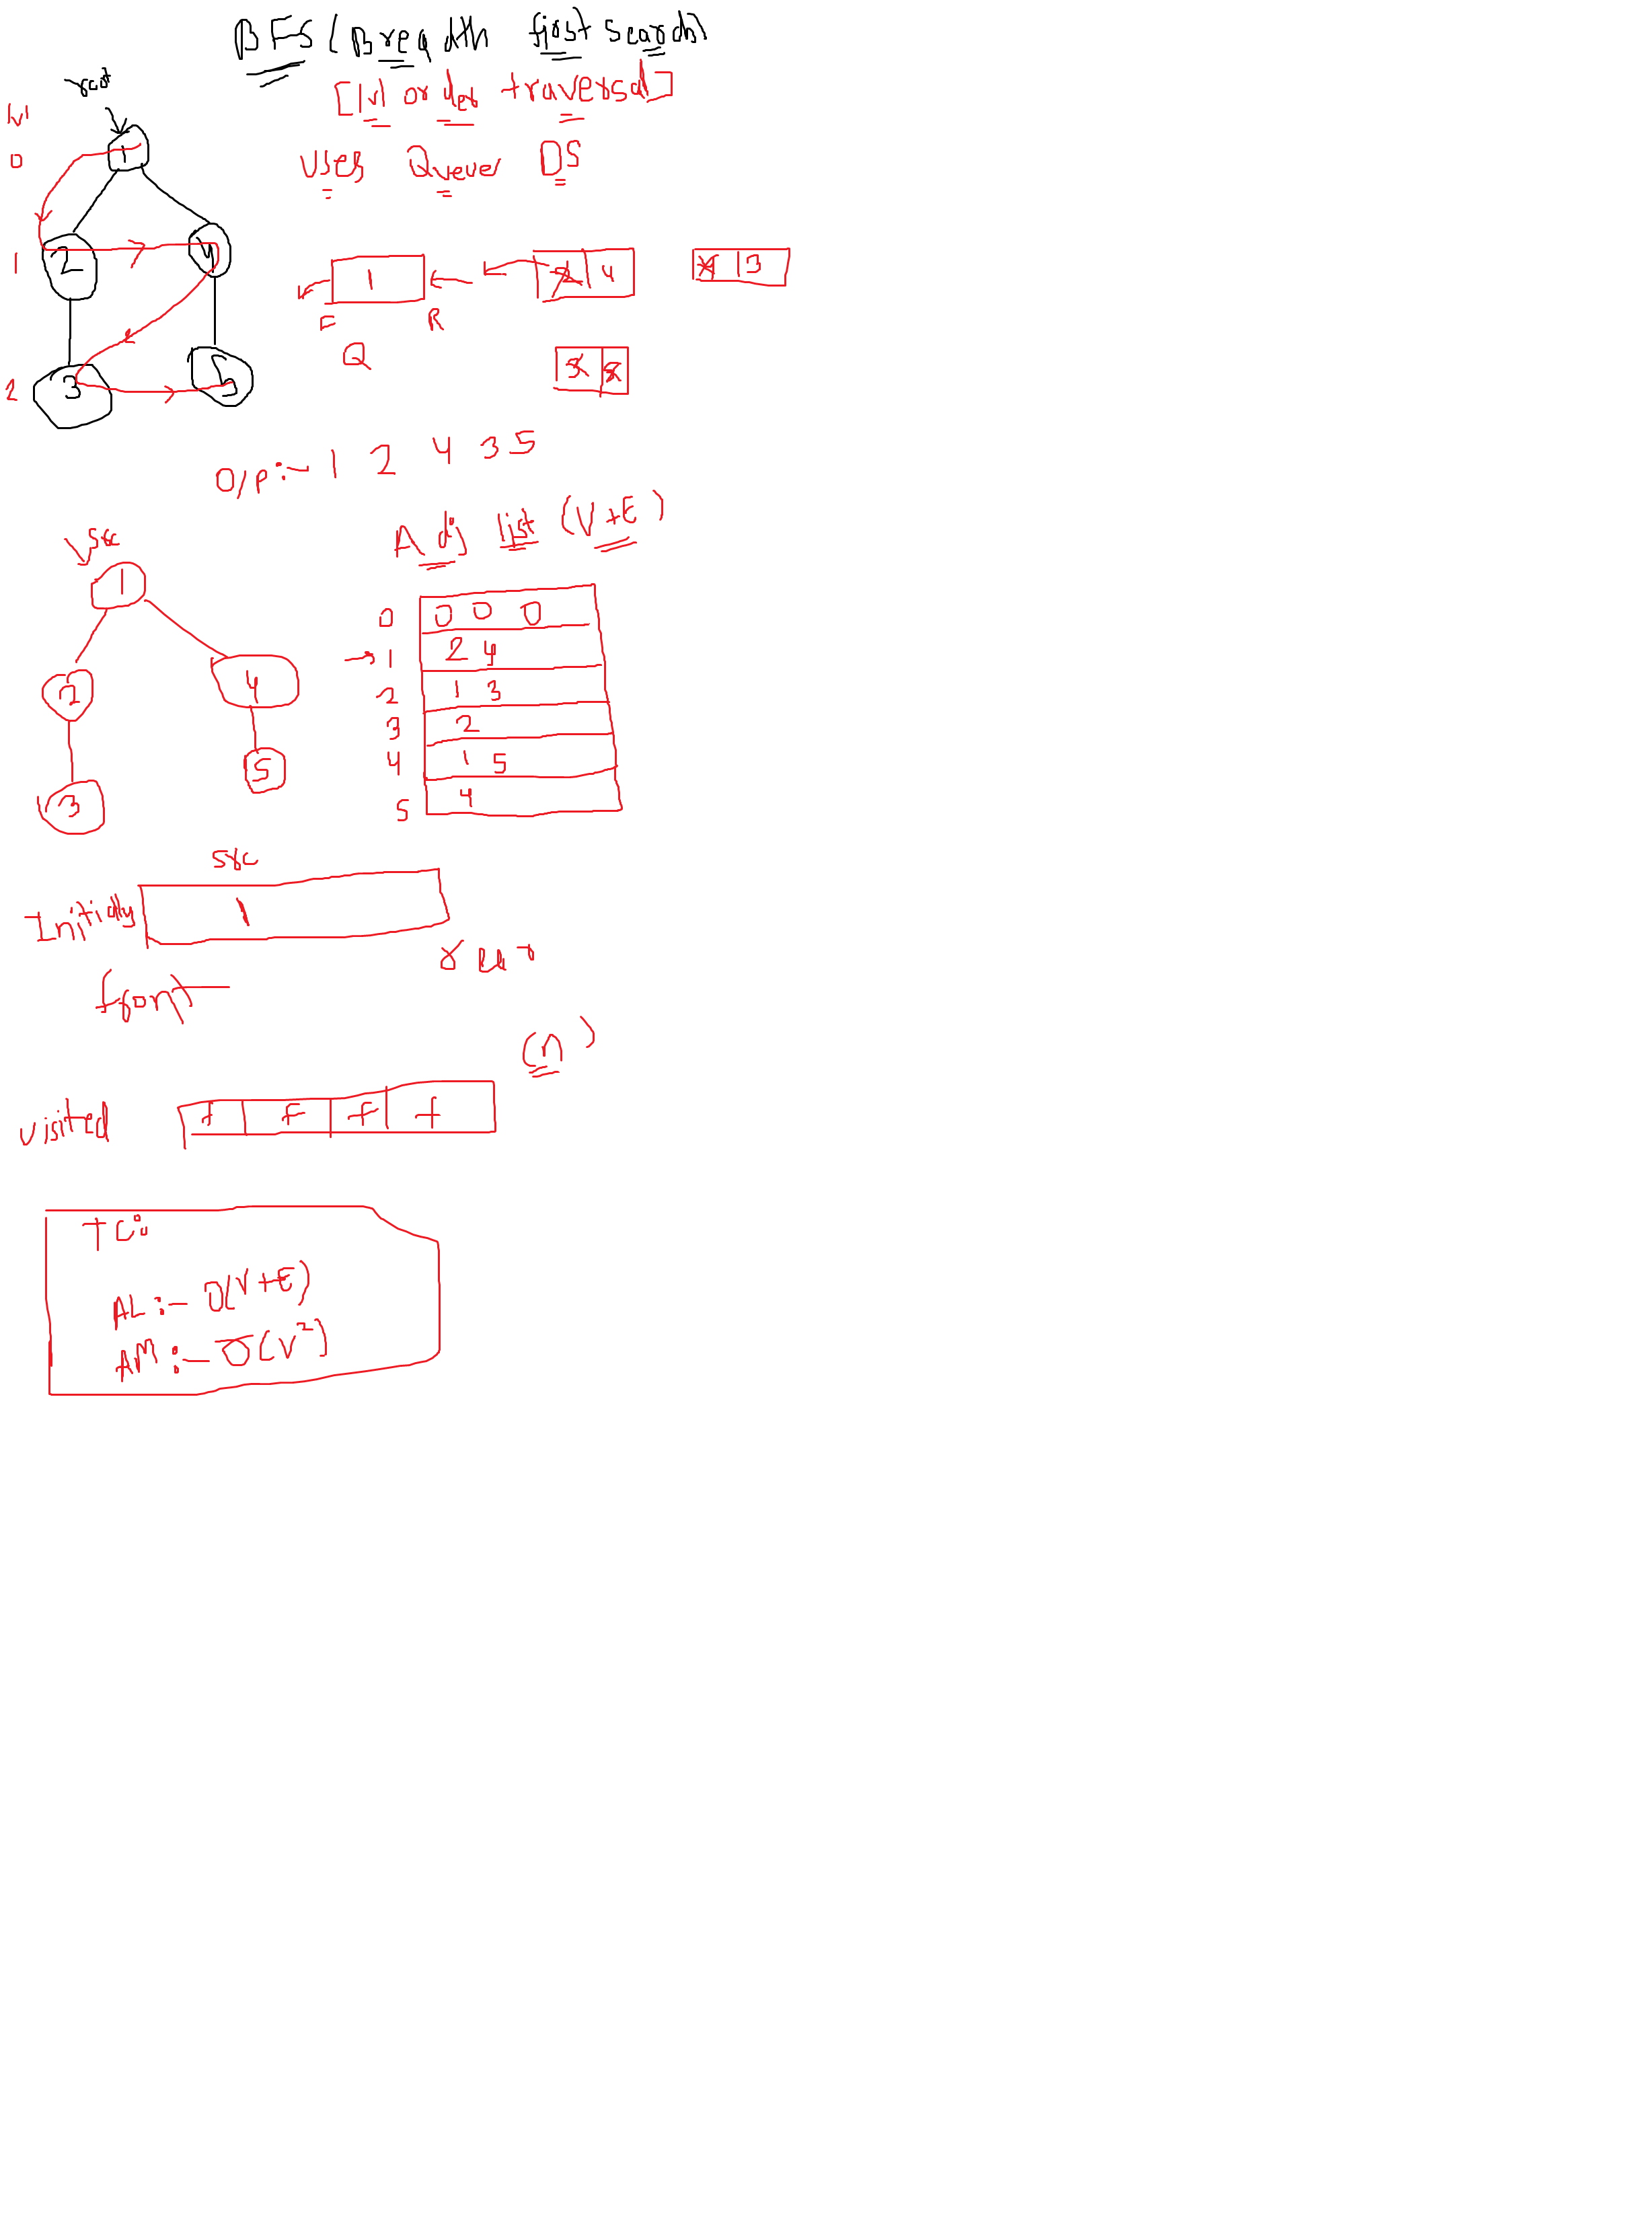 BFS (Breadth first search)
[lvl order traversal]
root
lvl
0
1
Uses Queue DS
1
2
4
1
2 4
4 3
F
R
Q
3 5
2
3
5
O/P :- 1 2 4 3 5
Adj list (V+E)
src
1
0
0 0 0
1
2 4
2
4
2
1 3
3
2
5
4
1 5
3
5
4
src
Initially
1
rear
front
(n)
visited
f
F
f
f
TC:
AL :- O(V+E)
AM :- O(V²)